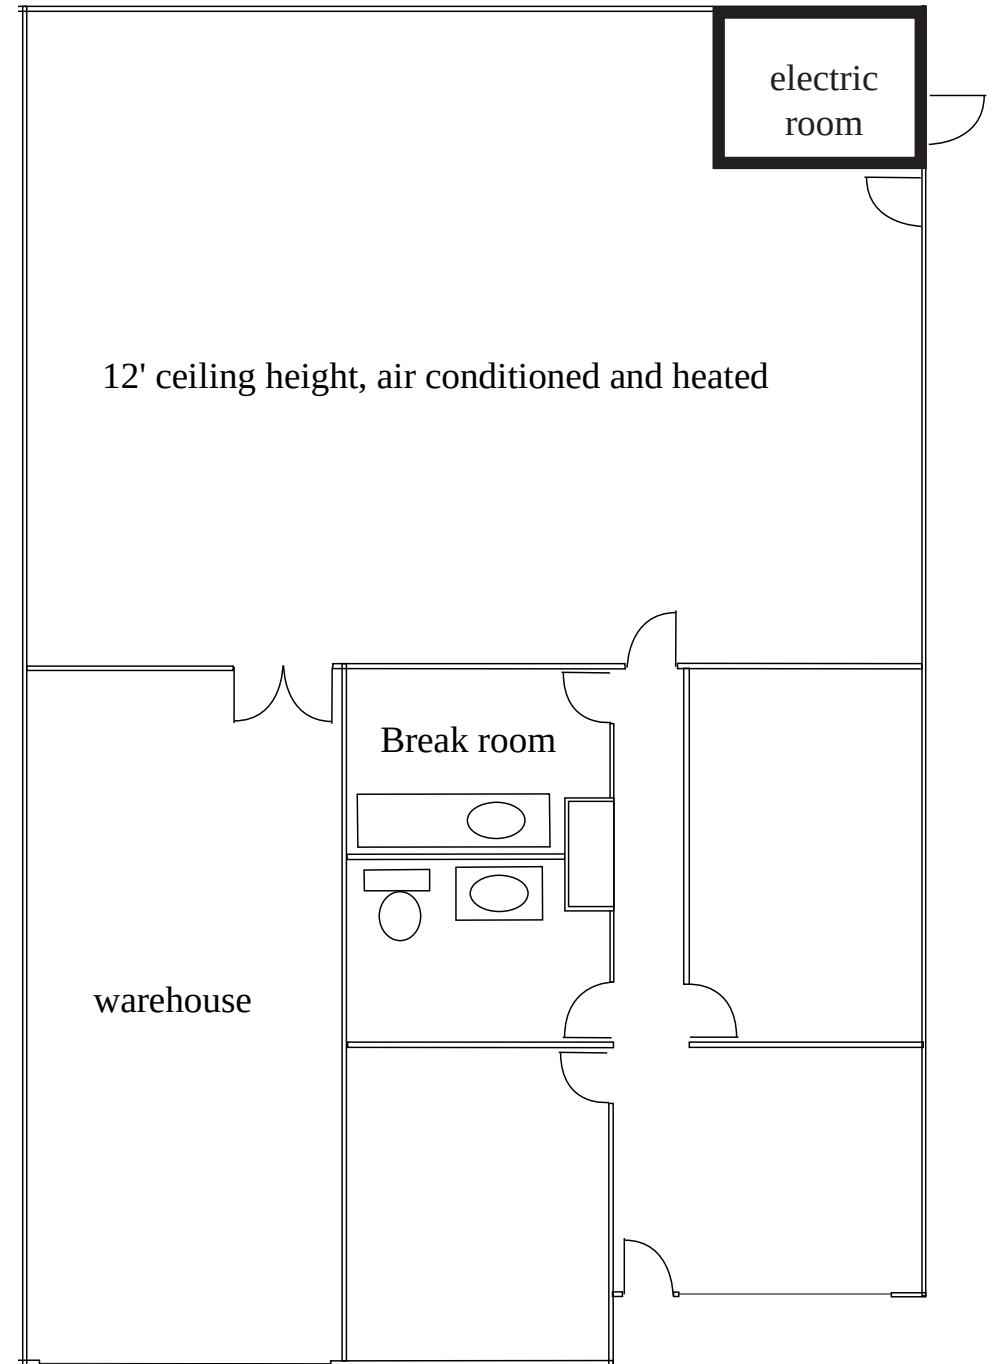 electric
room
12' ceiling height, air conditioned and heated
Break room
warehouse